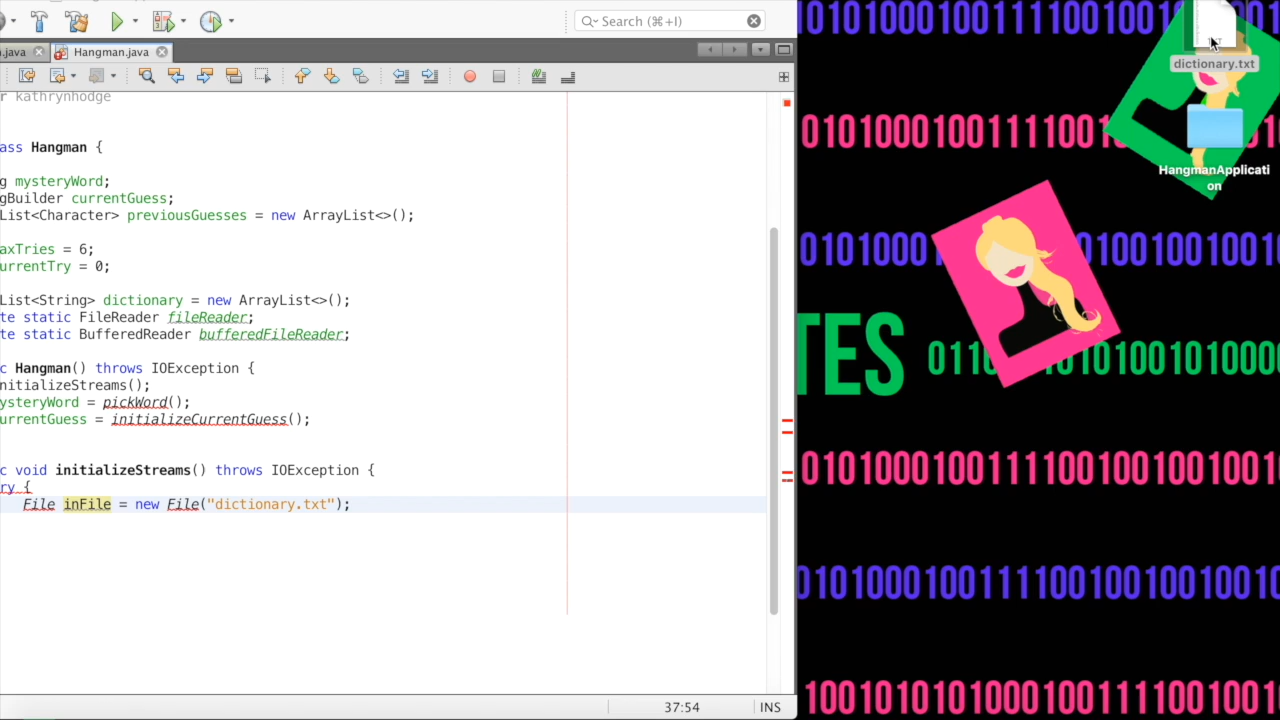 Search (⌘+I)
.java
Hangman.java
r kathrynhodge
ass Hangman {
g mysteryWord;
gBuilder currentGuess;
List<Character> previousGuesses = new ArrayList<>();
axTries = 6;
urrentTry = 0;
List<String> dictionary = new ArrayList<>();
te static FileReader fileReader;
te static BufferedReader bufferedFileReader;
c Hangman() throws IOException {
nitializeStreams();
ysteryWord = pickWord();
urrentGuess = initializeCurrentGuess();
c void initializeStreams() throws IOException {
ry {
File inFile = new File("dictionary.txt");
37:54
INS
dictionary.txt
HangmanApplicati
on
TES